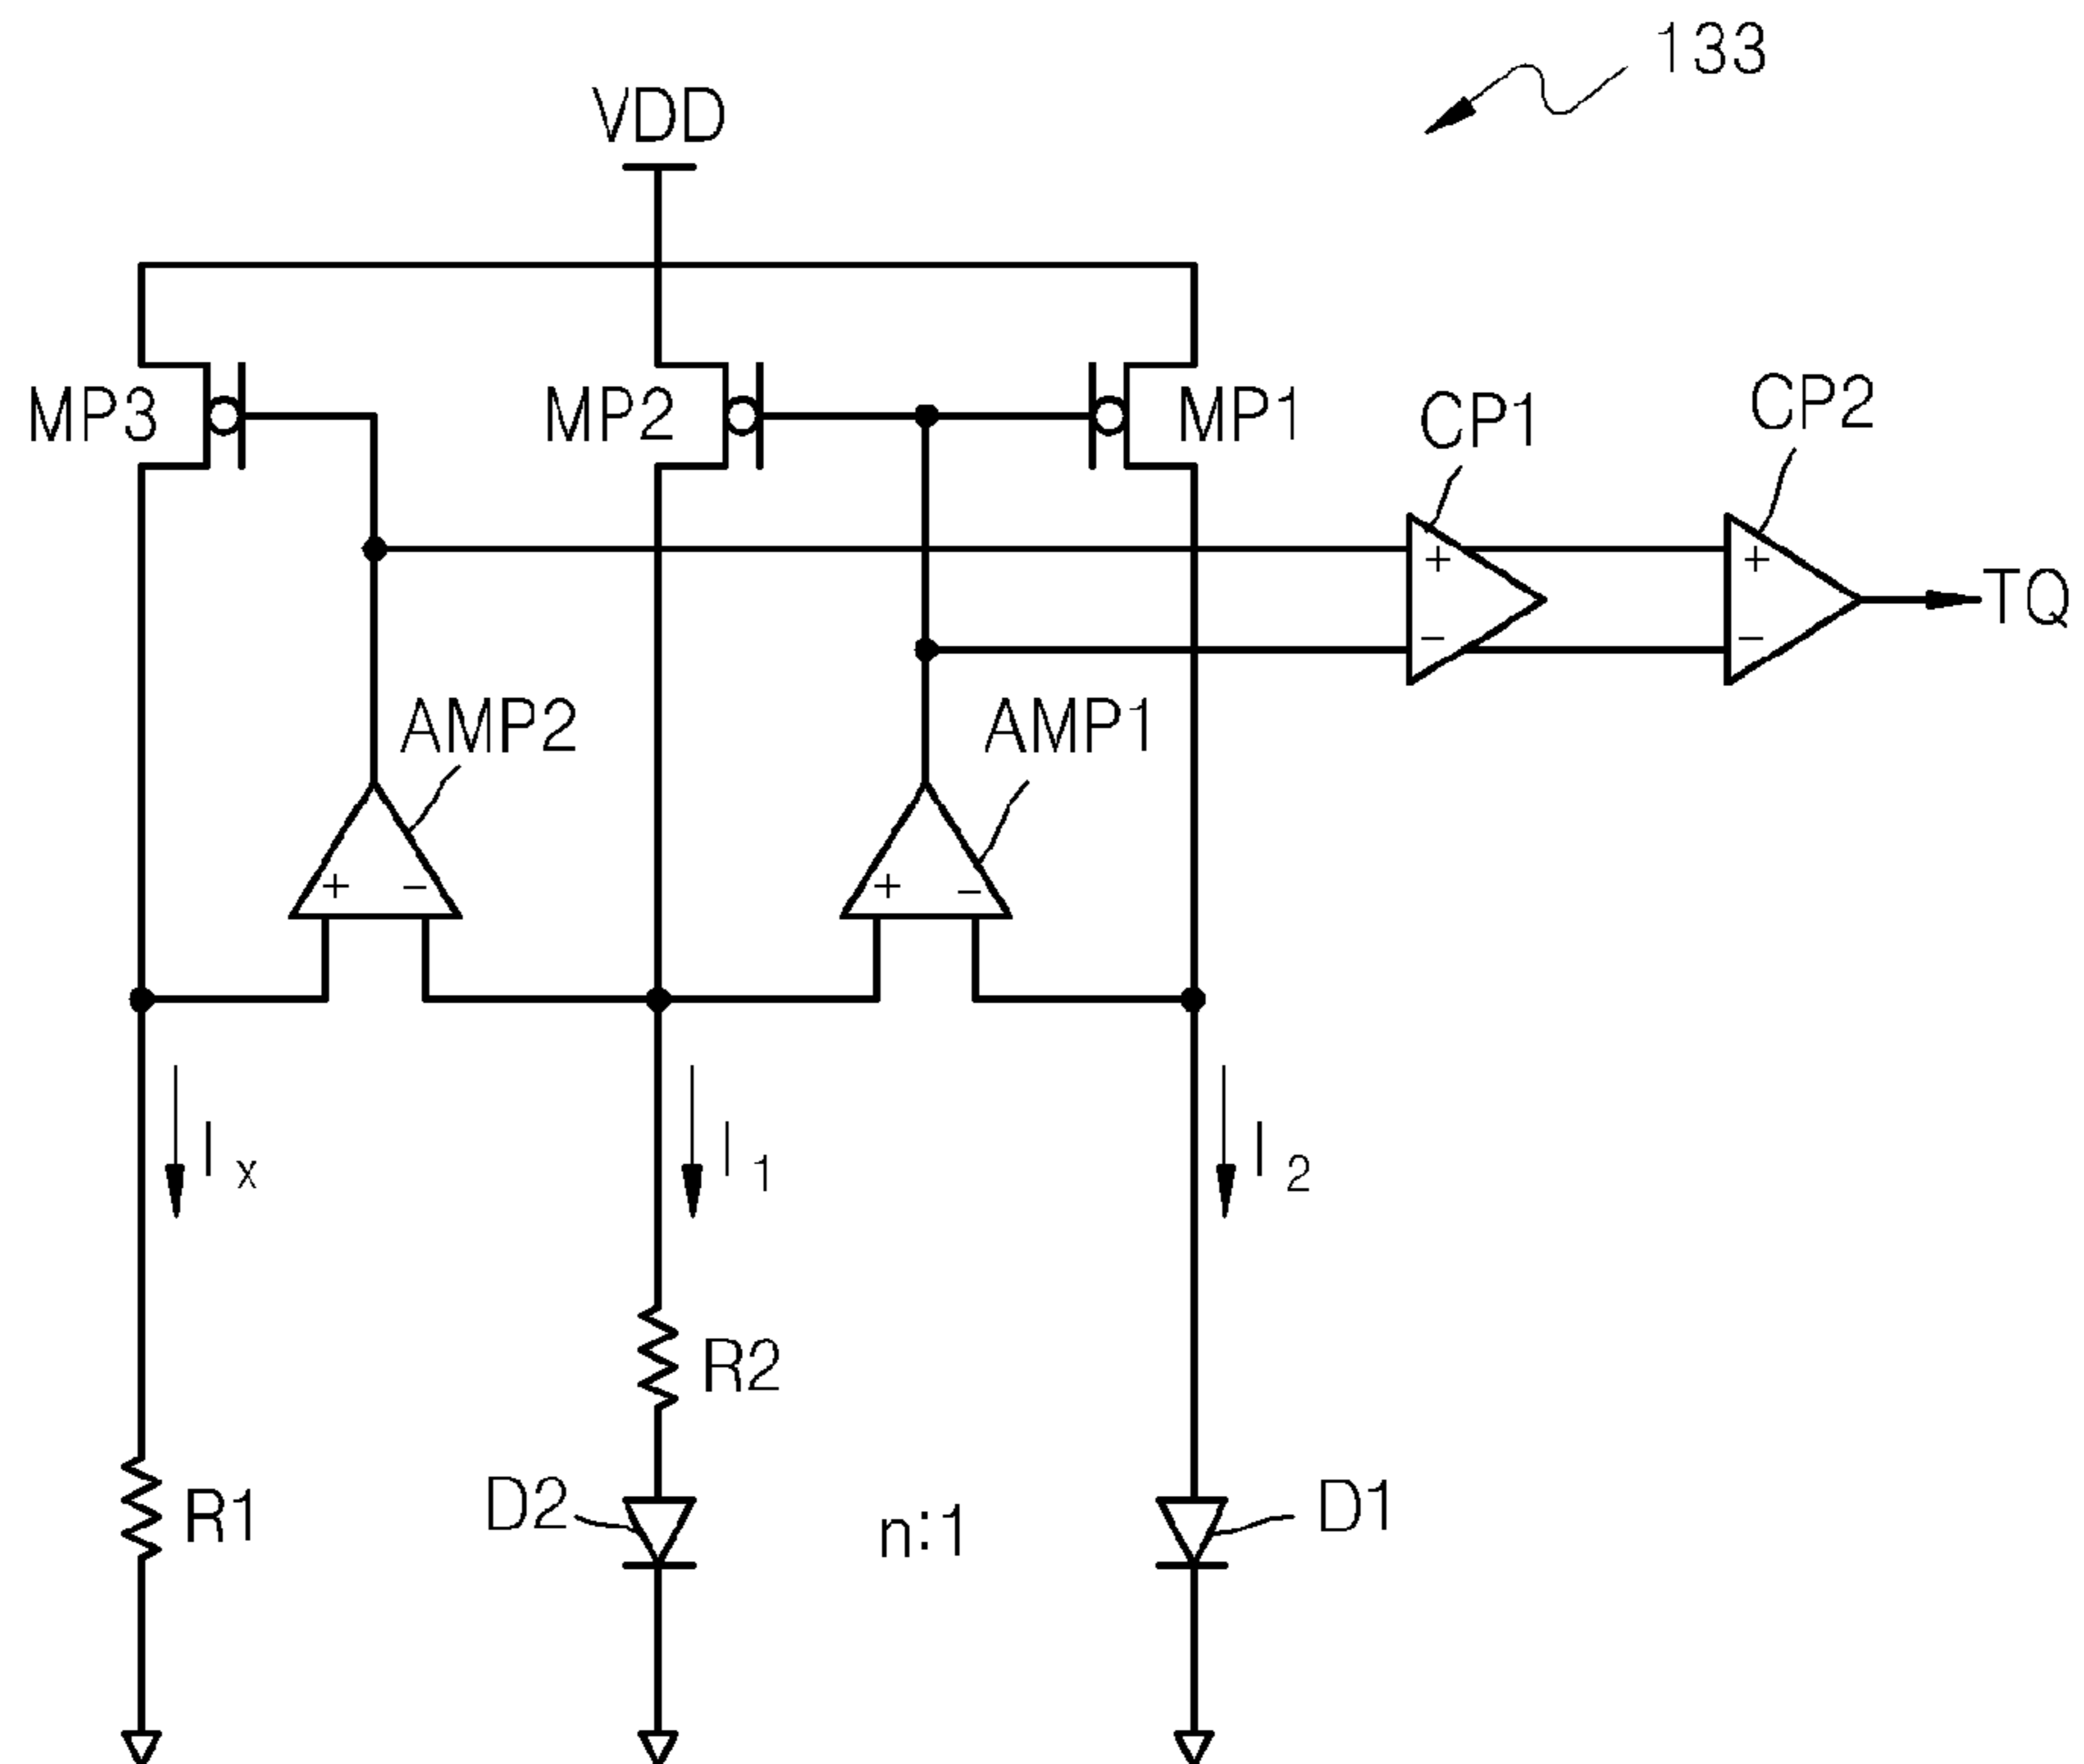 133
VDD
MP3
MP2
MP1
CP1
CP2
+
-
+
-
TQ
AMP2
AMP1
+
-
+
-
Ix
I1
I2
R2
R1
D2
n:1
D1